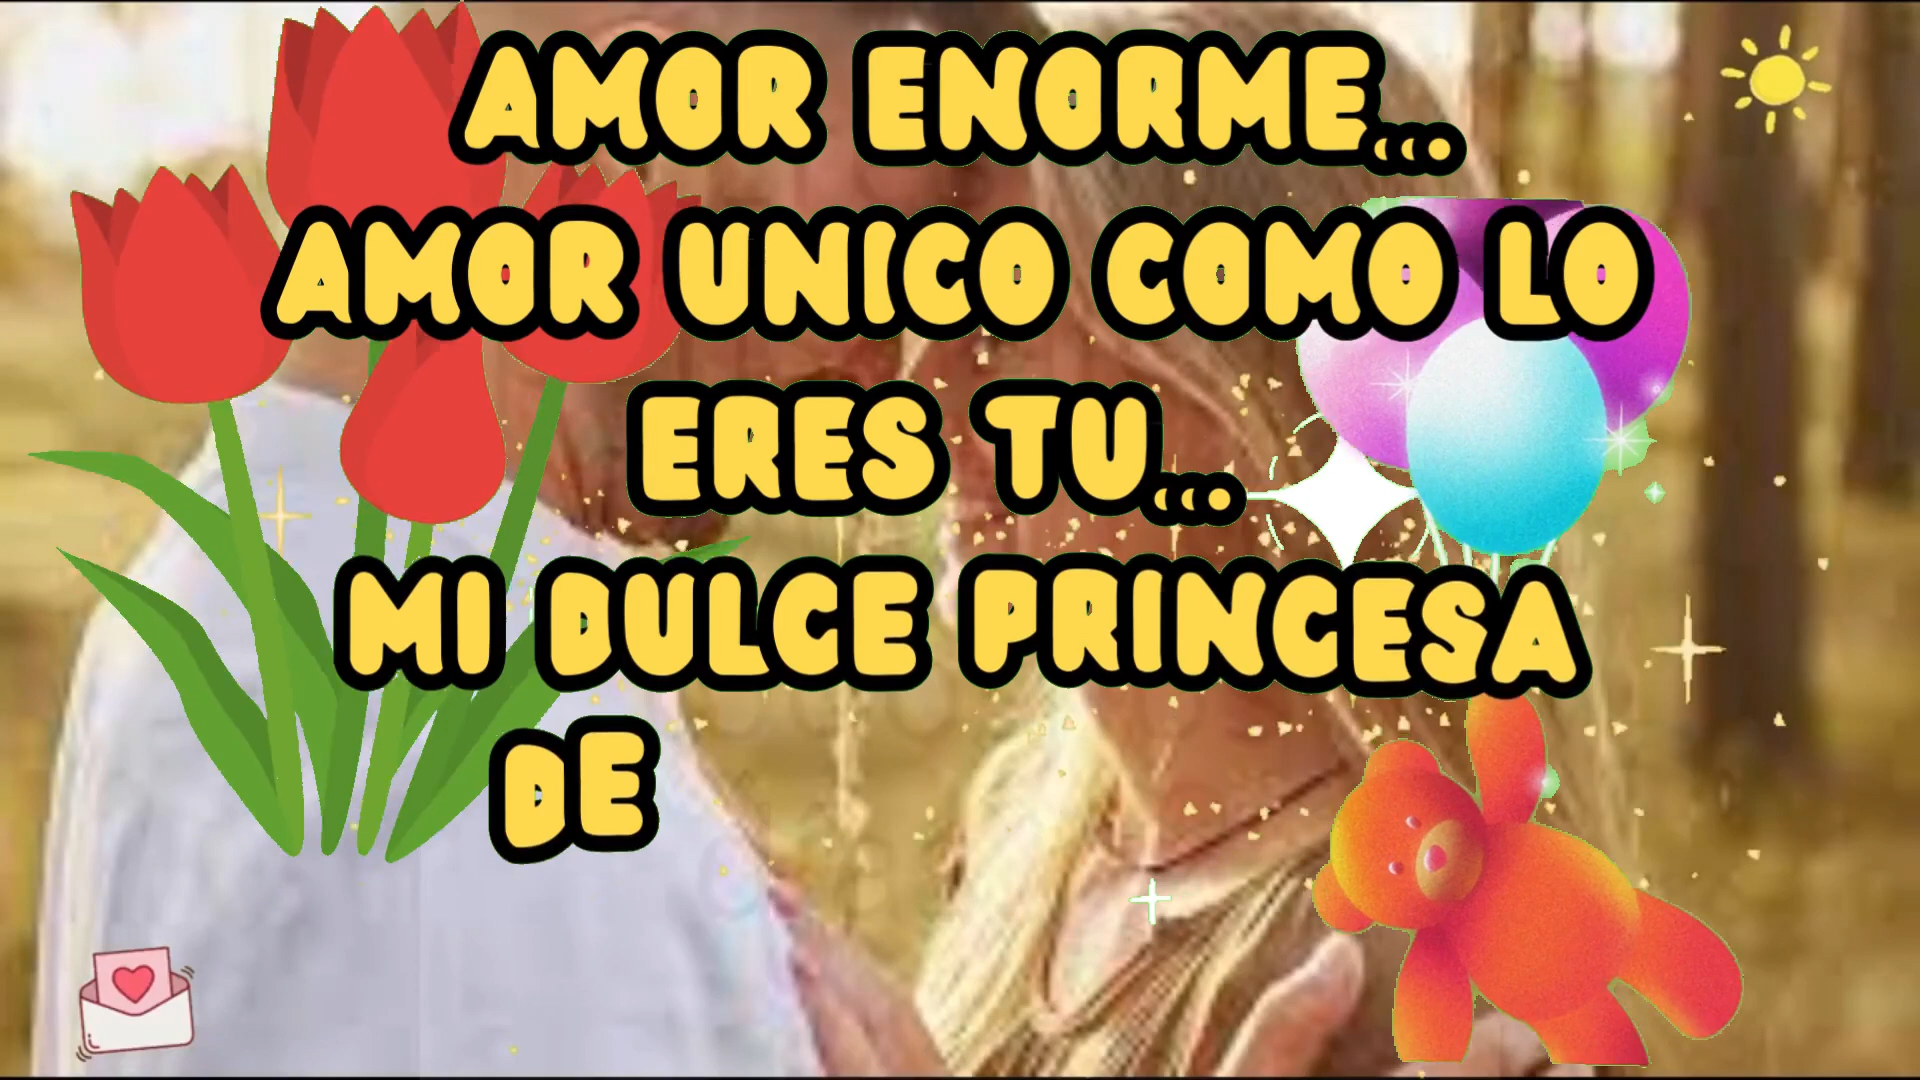 AMOR ENORME...
AMOR UNICO COMO LO
ERES TU...
MI DULCE PRINCESA
DE